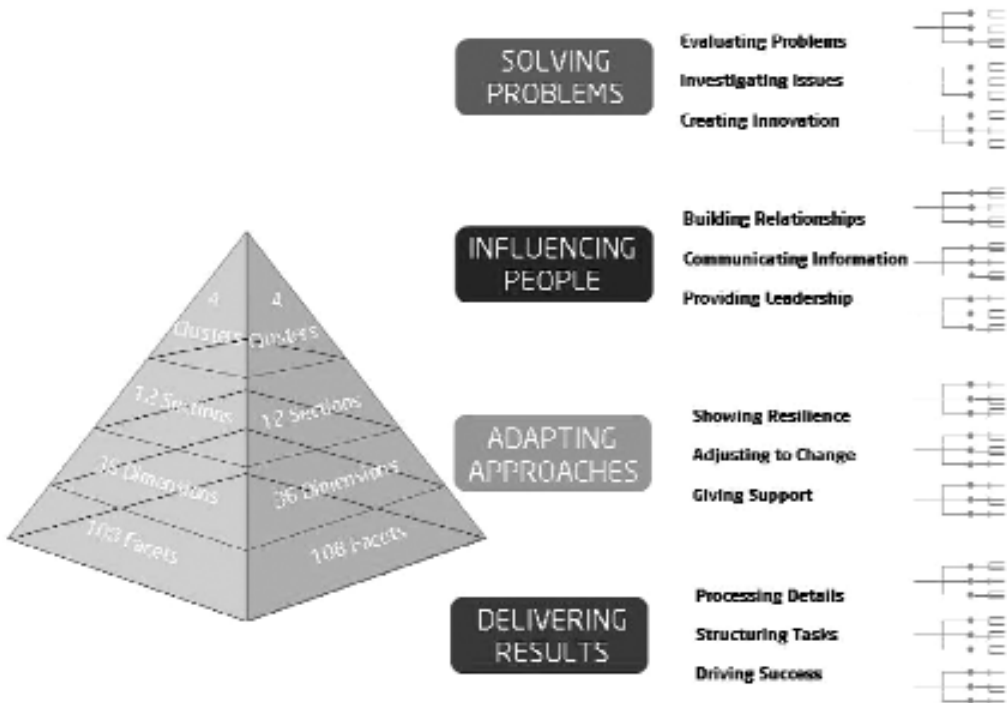 SOLVING
PROBLEMS
Evaluating Problems
Investigating Issues
Creating Innovation
INFLUENCING
PEOPLE
Building Relationships
Communicating Information
Providing Leadership
4
Clusters
4
Clusters
12 Sections
12 Sections
36 Dimensions
36 Dimensions
108 Facets
108 Facets
ADAPTING
APPROACHES
Showing Resilience
Adjusting to Change
Giving Support
DELIVERING
RESULTS
Processing Details
Structuring Tasks
Driving Success